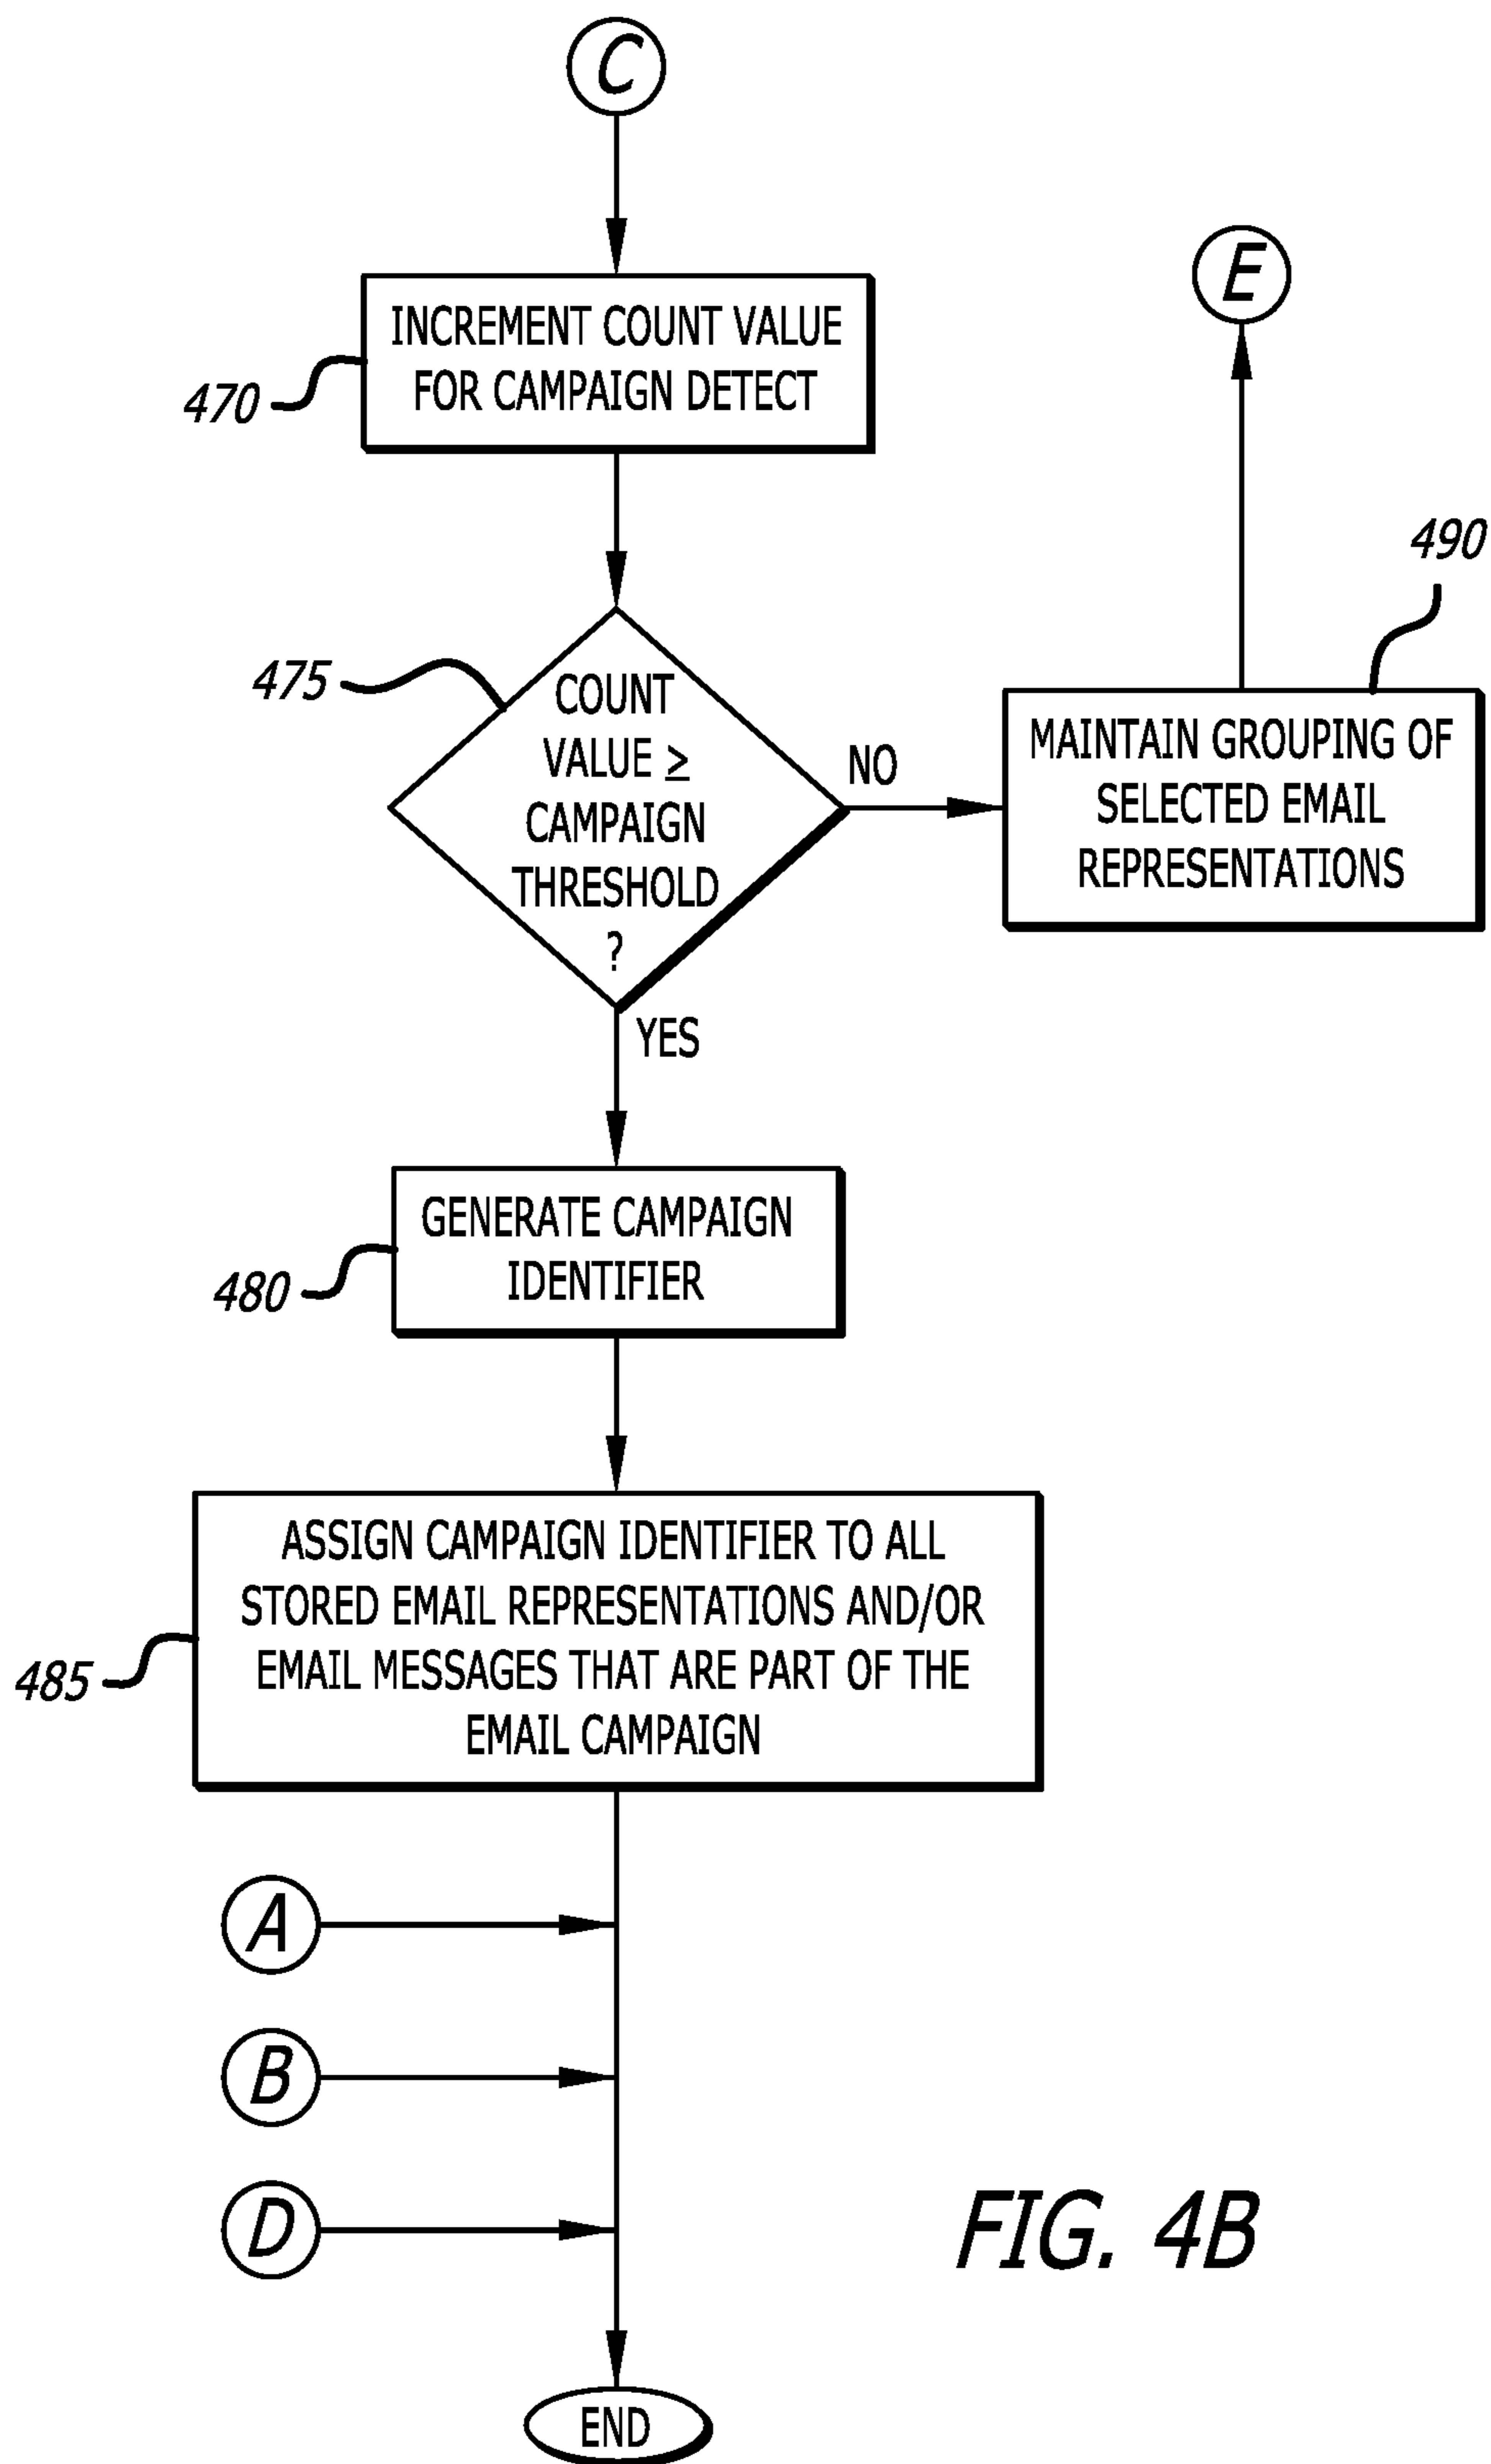 C
INCREMENT COUNT VALUE
FOR CAMPAIGN DETECT
470
E
490
475
COUNT
VALUE ≥
CAMPAIGN
THRESHOLD
?
NO
MAINTAIN GROUPING OF
SELECTED EMAIL
REPRESENTATIONS
YES
GENERATE CAMPAIGN
IDENTIFIER
480
ASSIGN CAMPAIGN IDENTIFIER TO ALL
STORED EMAIL REPRESENTATIONS AND/OR
EMAIL MESSAGES THAT ARE PART OF THE
EMAIL CAMPAIGN
485
A
B
D
FIG. 4B
END